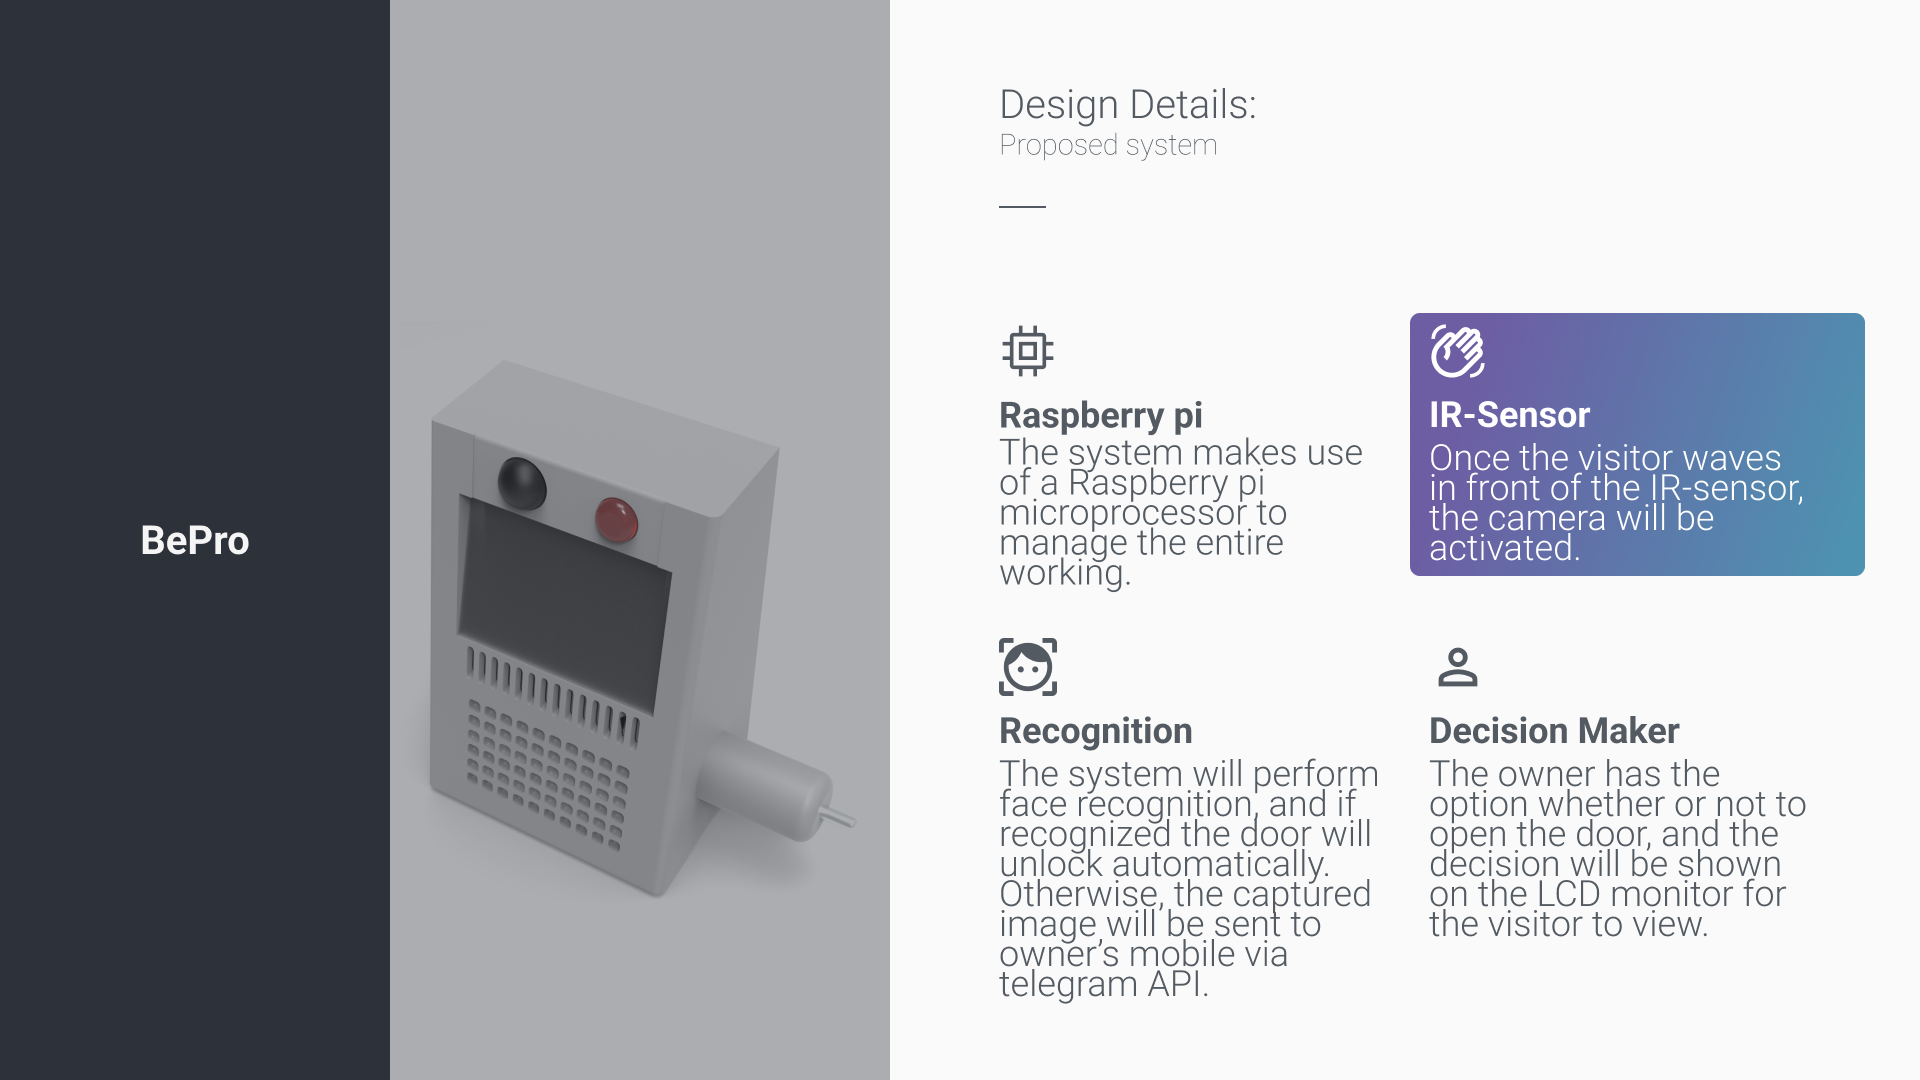 BePro
Design Details:
Proposed system
Raspberry pi
The system makes use
of a Raspberry pi
microprocessor to
manage the entire
working.
IR-Sensor
Once the visitor waves
in front of the IR-sensor,
the camera will be
activated.
Recognition
The system will perform
face recognition, and if
recognized the door will
unlock automatically.
Otherwise, the captured
image will be sent to
owner’s mobile via
telegram API.
Decision Maker
The owner has the
option whether or not to
open the door, and the
decision will be shown
on the LCD monitor for
the visitor to view.